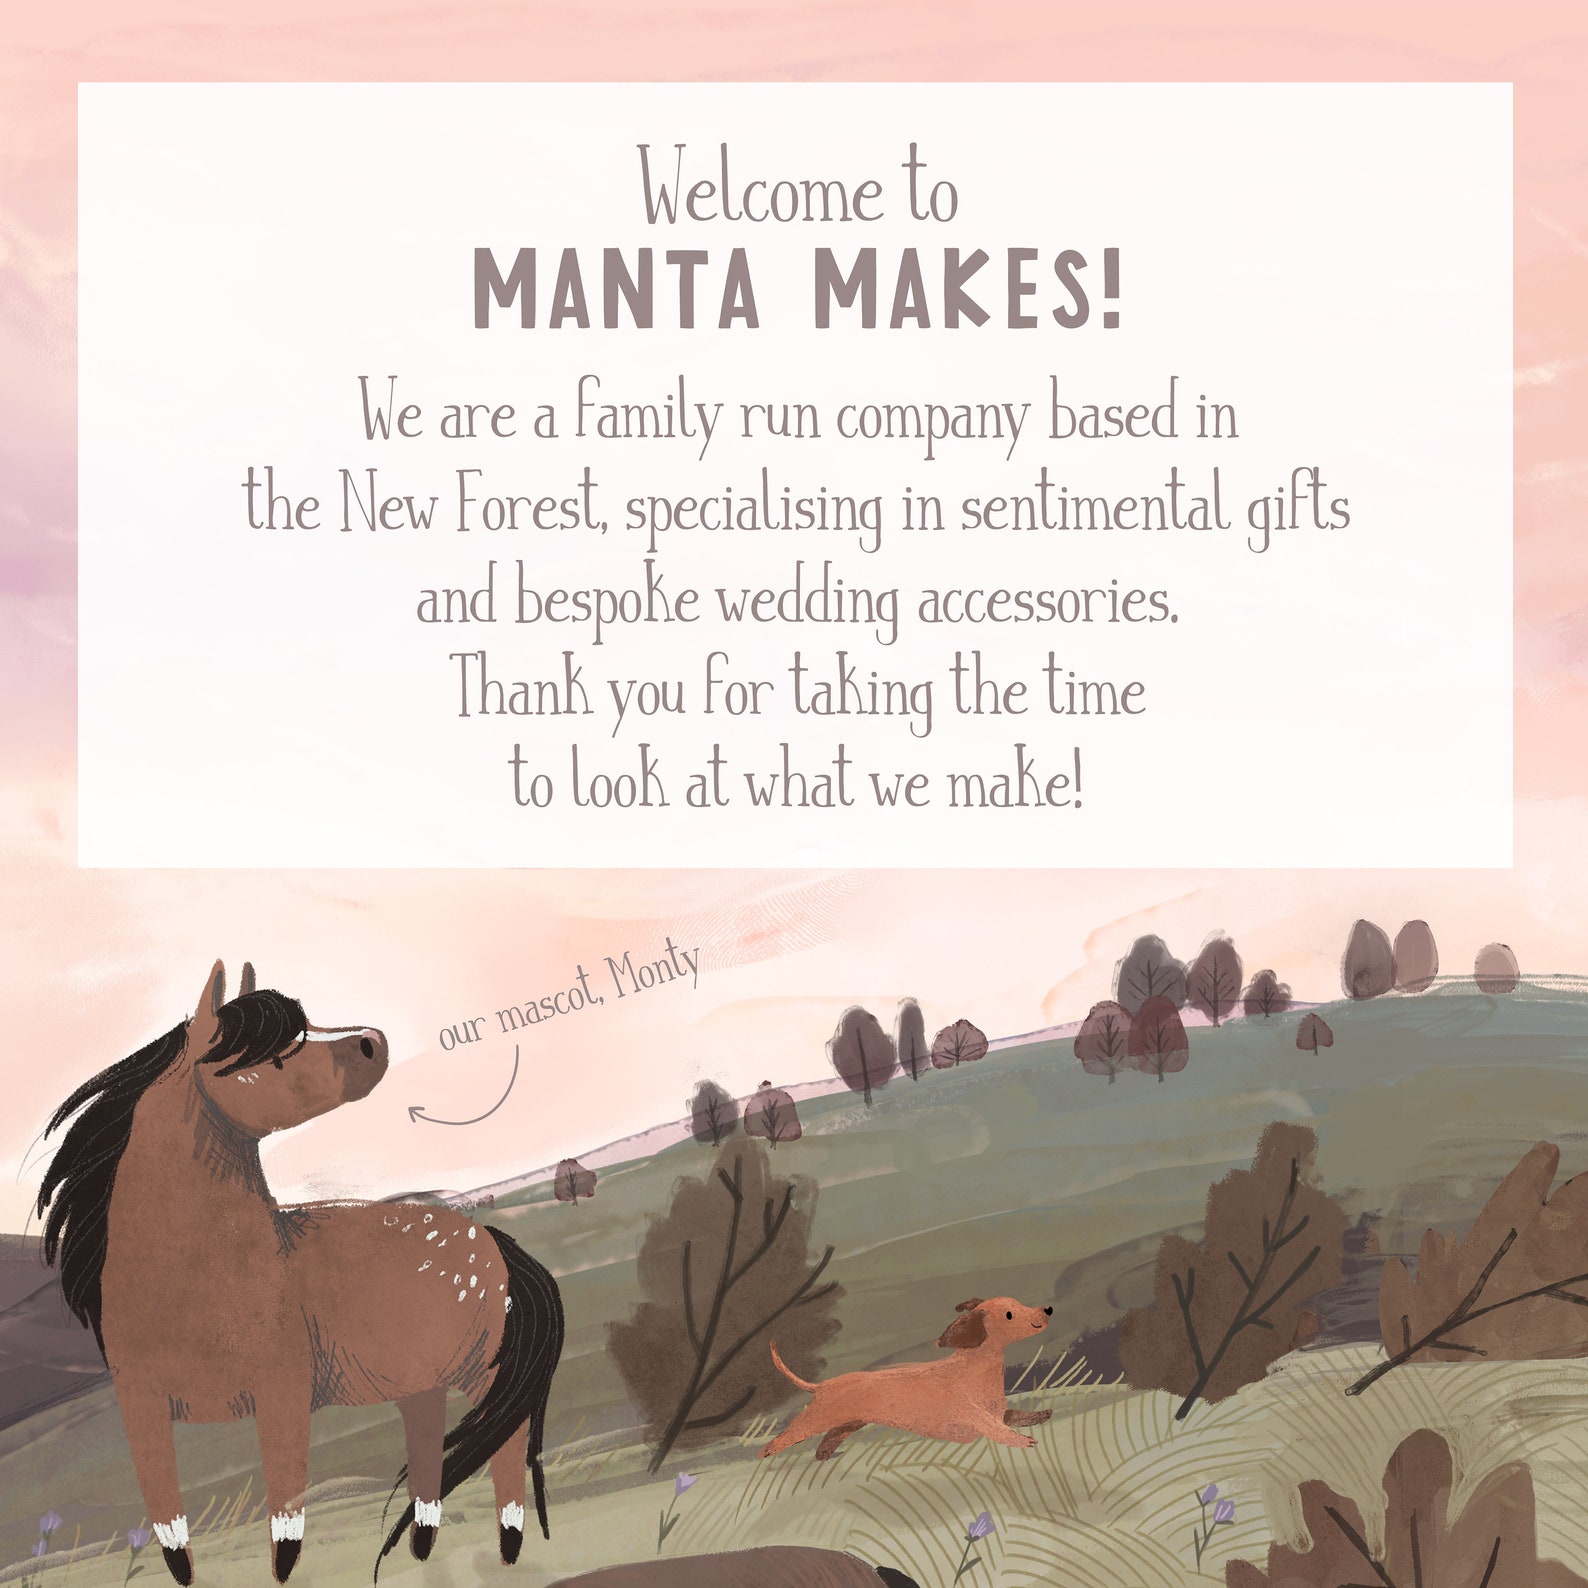 Welcome to
MANTA MAKES!
We are a family run company based in
the New Forest, specialising in sentimental gifts
and bespoke wedding accessories.
Thank you for taking the time
to look at what we make!
our mascot, Monty